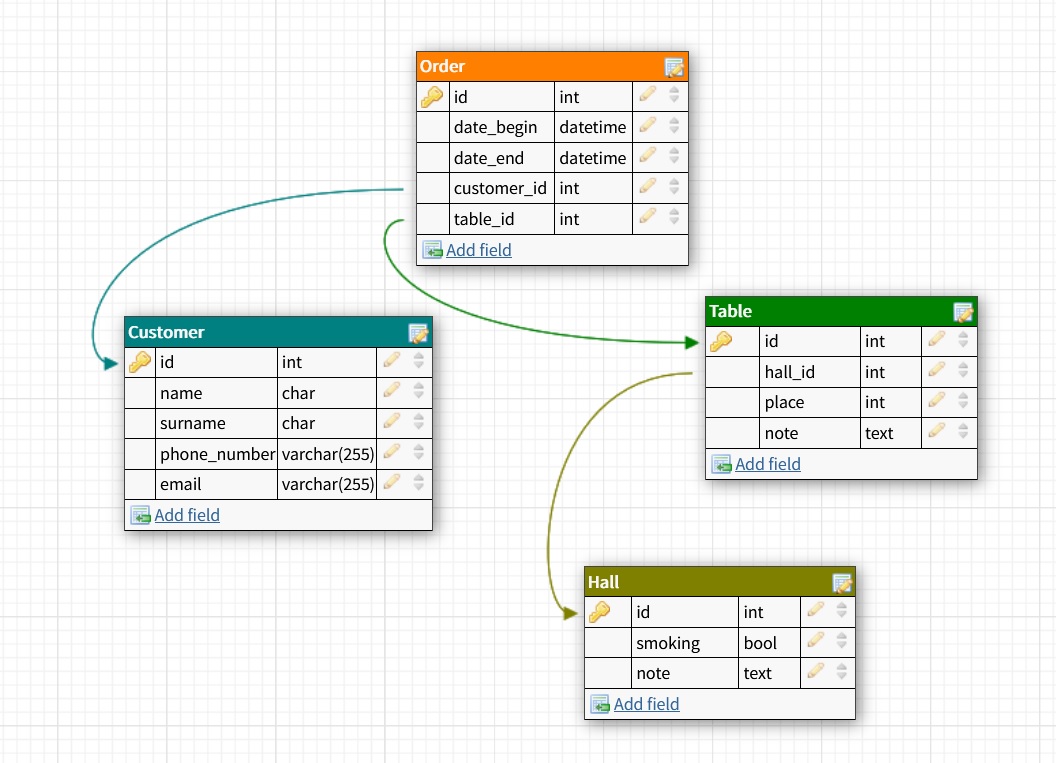 Order
id int
date_begin datetime
date_end datetime
customer_id int
table_id int
Add field
Customer
id int
name char
surname char
phone_number varchar(255)
email varchar(255)
Add field
Table
id int
hall_id int
place int
note text
Add field
Hall
id int
smoking bool
note text
Add field